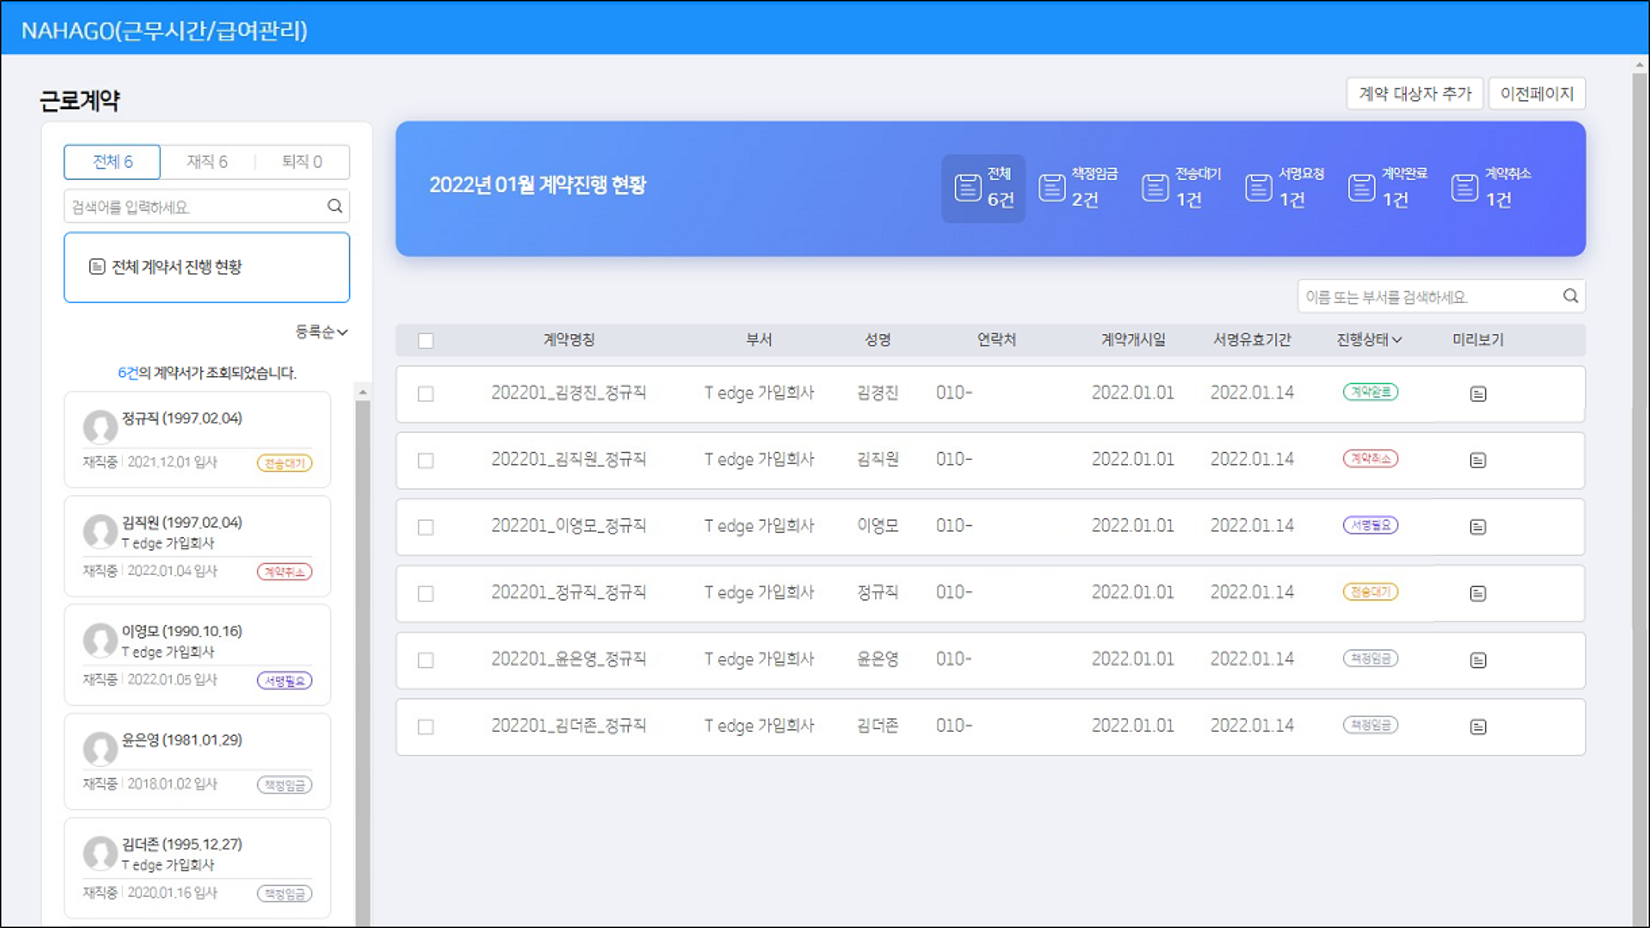 NAHAGO(근무시간/급여관리)
근로계약
계약 대상자 추가 이전페이지
전체 6 재직 6 퇴직 0
검색어를 입력하세요.
전체 계약서 진행 현황
등록순
6건의 계약서가 조회되었습니다.
정규직 (1997.02.04)
재직중 2021.12.01 입사 전송대기
김직원 (1997.02.04)
T edge 가입회사
재직중 2022.01.04 입사 계약취소
이영모 (1990.10.16)
T edge 가입회사
재직중 2022.01.05 입사 서명필요
윤은영 (1981.01.29)
재직중 2018.01.02 입사 책정임금
김더존 (1995.12.27)
T edge 가입회사
재직중 2020.01.16 입사 책정임금
2022년 01월 계약진행 현황
전체 책정임금 전송대기 서명요청 계약완료 계약취소
6건 2건 1건 1건 1건 1건
이름 또는 부서를 검색하세요.
계약명칭 부서 성명 연락처 계약개시일 서명유효기간 진행상태 미리보기
202201_김경진_정규직 T edge 가입회사 김경진 010- 2022.01.01 2022.01.14 계약완료
202201_김직원_정규직 T edge 가입회사 김직원 010- 2022.01.01 2022.01.14 계약취소
202201_이영모_정규직 T edge 가입회사 이영모 010- 2022.01.01 2022.01.14 서명필요
202201_정규직_정규직 T edge 가입회사 정규직 010- 2022.01.01 2022.01.14 전송대기
202201_윤은영_정규직 T edge 가입회사 윤은영 010- 2022.01.01 2022.01.14 책정임금
202201_김더존_정규직 T edge 가입회사 김더존 010- 2022.01.01 2022.01.14 책정임금